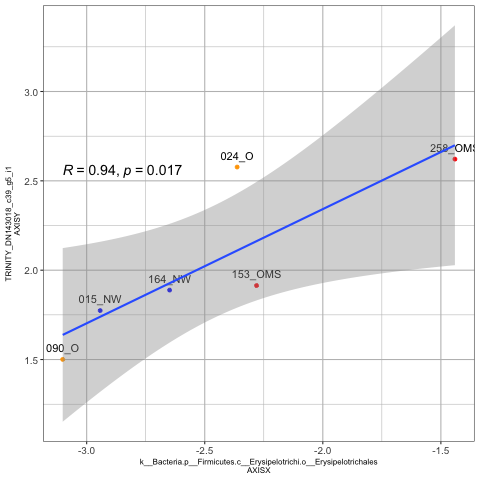 R = 0.94, p = 0.017
024_O
258_OMS
164_NW
153_OMS
015_NW
090_O
3.0
2.5
2.0
1.5
-3.0
-2.5
-2.0
-1.5
k__Bacteria.p__Firmicutes.c__Erysipelotrichi.o__Erysipelotrichales
AXISX
TRINITY_DN143018_c39_g5_i1
AXISY